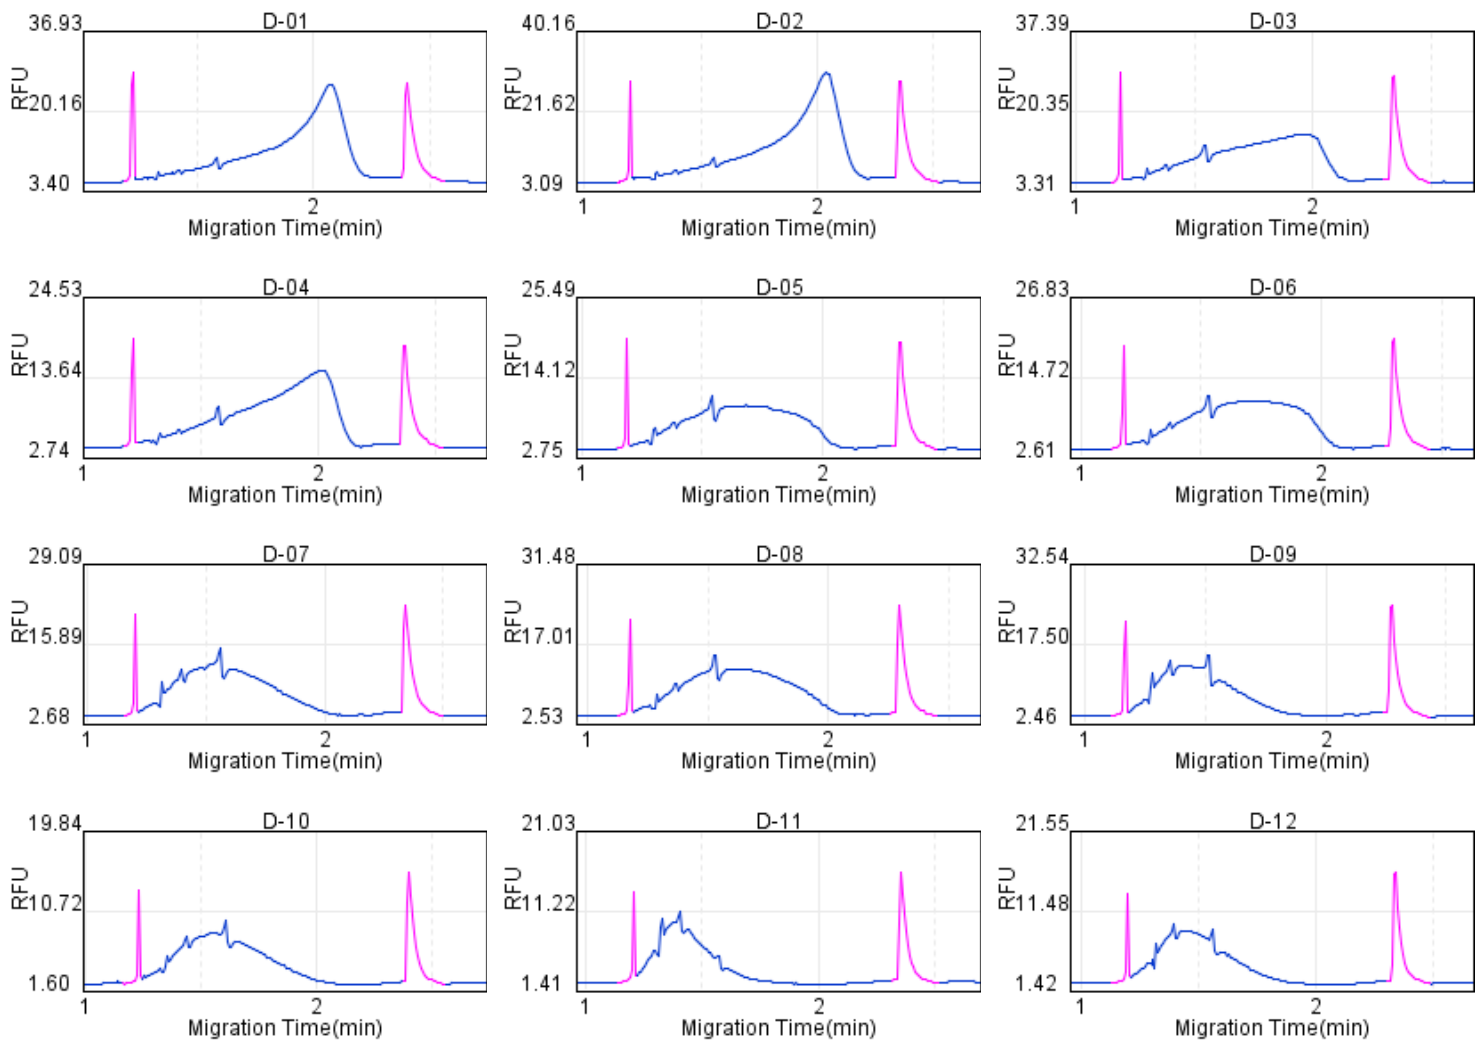 36.93 D-01
RFU
20.16
3.40
2
Migration Time(min)
40.16 D-02
RFU
21.62
3.09
1 2
Migration Time(min)
37.39 D-03
RFU
20.35
3.31
1 2
Migration Time(min)
24.53 D-04
RFU
13.64
2.74
1 2
Migration Time(min)
25.49 D-05
RFU
14.12
2.75
1 2
Migration Time(min)
26.83 D-06
RFU
14.72
2.61
1 2
Migration Time(min)
29.09 D-07
RFU
15.89
2.68
1 2
Migration Time(min)
31.48 D-08
RFU
17.01
2.53
1 2
Migration Time(min)
32.54 D-09
RFU
17.50
2.46
1 2
Migration Time(min)
19.84 D-10
RFU
10.72
1.60
1 2
Migration Time(min)
21.03 D-11
RFU
11.22
1.41
1 2
Migration Time(min)
21.55 D-12
RFU
11.48
1.42
1 2
Migration Time(min)